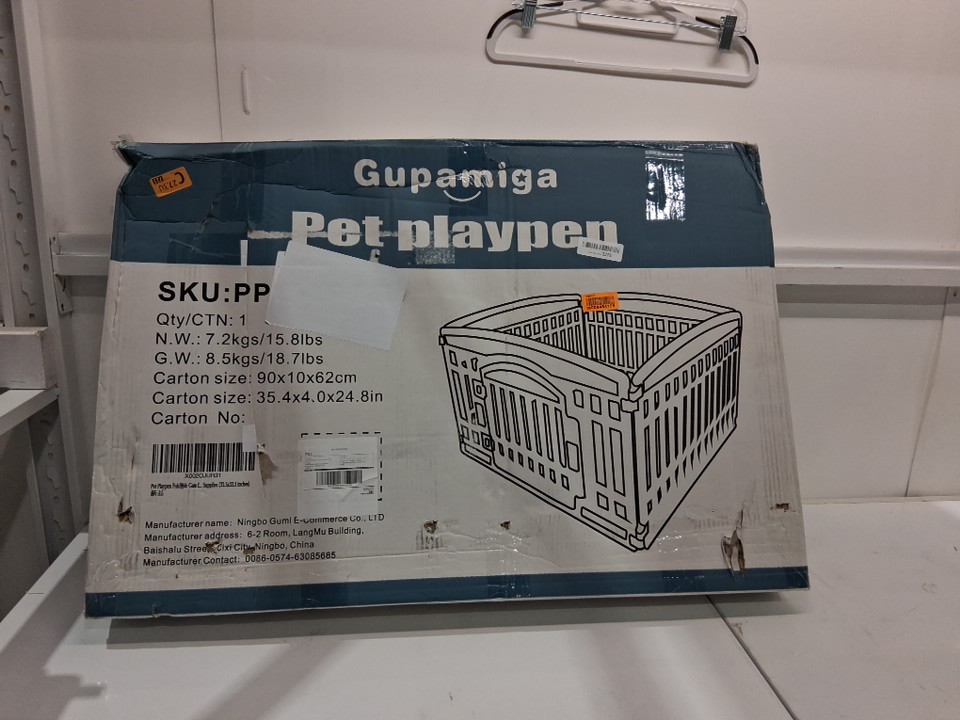 Gupamiga
Pet playpen
SKU:PP
Qty/CTN: 1
N.W.: 7.2kgs/15.8lbs
G.W.: 8.5kgs/18.7lbs
Carton size: 90x10x62cm
Carton size: 35.4x4.0x24.8in
Carton No:
Manufacturer name: Ningbo Gumi E-Commerce Co., LTD
Manufacturer address: 6-2 Room, LangMu Building,
Baishalu Street, Cixi City, Ningbo, China
Manufacturer Contact: 0086-0574-63085685